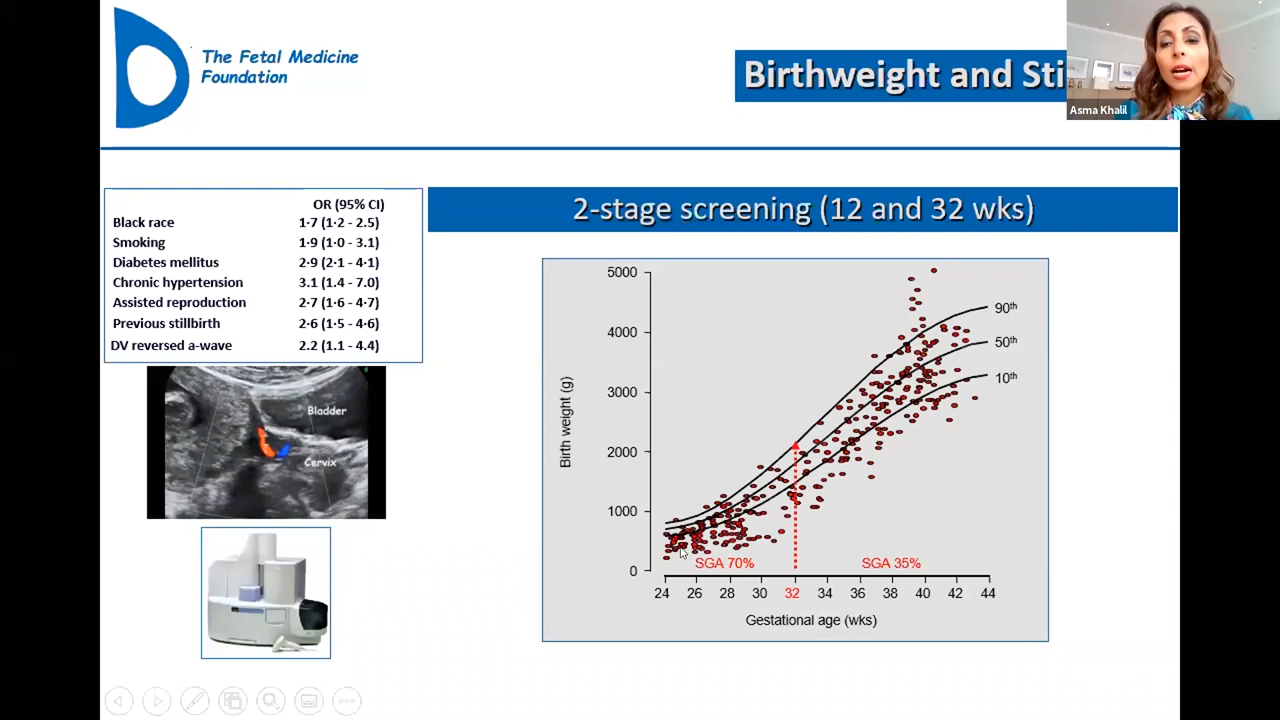 The Fetal Medicine
Foundation
Birthweight and Sti
Asma Khalil
OR (95% CI)
Black race 1·7 (1·2 - 2.5)
Smoking 1·9 (1·0 - 3.1)
Diabetes mellitus 2·9 (2·1 - 4·1)
Chronic hypertension 3.1 (1.4 - 7.0)
Assisted reproduction 2·7 (1·6 - 4·7)
Previous stillbirth 2·6 (1·5 - 4·6)
DV reversed a-wave 2.2 (1.1 - 4.4)
Bladder
Cervix
2-stage screening (12 and 32 wks)
Birth weight (g)
5000
4000
3000
2000
1000
0
90th
50th
10th
SGA 70%
SGA 35%
24 26 28 30 32 34 36 38 40 42 44
Gestational age (wks)